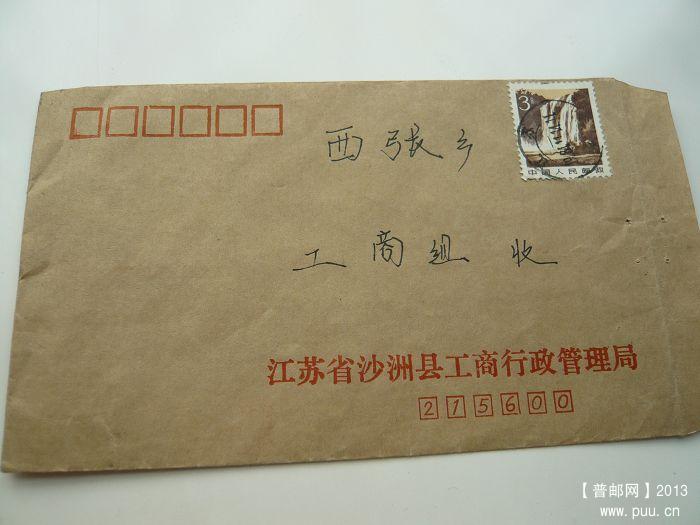 3分
中国人民邮政
西张乡
工商组 收
江苏省沙洲县工商行政管理局
215600
【普邮网】2013
www.puu.cn